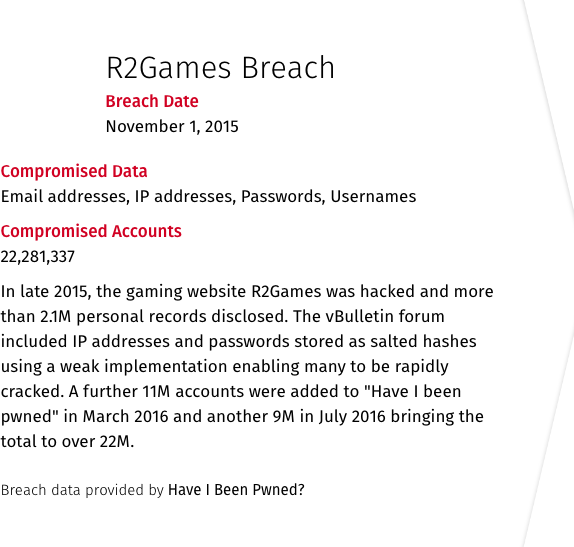 R2Games Breach
Breach Date
November 1, 2015
Compromised Data
Email addresses, IP addresses, Passwords, Usernames
Compromised Accounts
22,281,337
In late 2015, the gaming website R2Games was hacked and more
than 2.1M personal records disclosed. The vBulletin forum
included IP addresses and passwords stored as salted hashes
using a weak implementation enabling many to be rapidly
cracked. A further 11M accounts were added to "Have I been
pwned" in March 2016 and another 9M in July 2016 bringing the
total to over 22M.
Breach data provided by Have I Been Pwned?